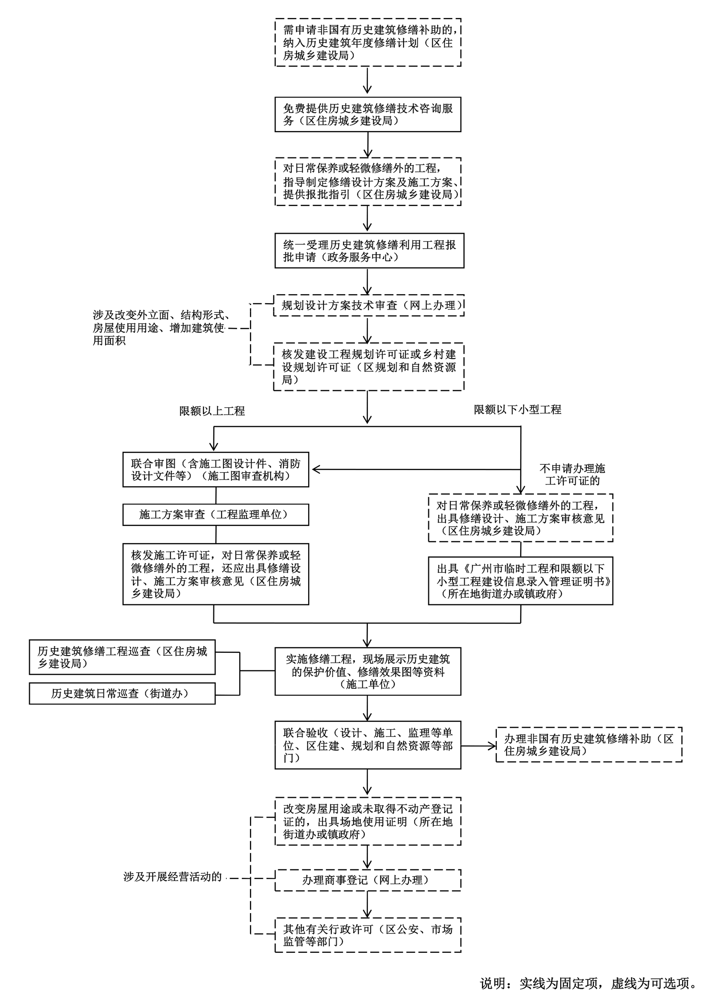 需申请非国有历史建筑修缮补助的，
纳入历史建筑年度修缮计划（区住
房城乡建设局）
免费提供历史建筑修缮技术咨询服
务（区住房城乡建设局）
对日常保养或轻微修缮外的工程，
指导制定修缮设计方案及施工方案、
提供报批指引（区住房城乡建设局）
统一受理历史建筑修缮利用工程报
批申请（政务服务中心）
规划设计方案技术审查（网上办理）
涉及改变外立面、结构形式、
房屋使用用途、增加建筑使
用面积
核发建设工程规划许可证或乡村建
设规划许可证（区规划和自然资源
局）
限额以上工程
限额以下小型工程
联合审图（含施工图设计件、消防
设计文件等）（施工图审查机构）
不申请办理施
工许可证的
施工方案审查（工程监理单位）
对日常保养或轻微修缮外的工程，
出具修缮设计、施工方案审核意见
（区住房城乡建设局）
核发施工许可证，对日常保养或轻
微修缮外的工程，还应出具修缮设
计、施工方案审核意见（区住房城
乡建设局）
出具《广州市临时工程和限额以下
小型工程建设信息录入管理证明书》
（所在地街道办或镇政府）
历史建筑修缮工程巡查（区住房城
乡建设局）
历史建筑日常巡查（街道办）
实施修缮工程，现场展示历史建筑
的保护价值、修缮效果图等资料
（施工单位）
联合验收（设计、施工、监理等单
位、区住建、规划和自然资源等部
门）
办理非国有历史建筑修缮补助（区
住房城乡建设局）
改变房屋用途或未取得不动产登记
证的，出具场地使用证明（所在地
街道办或镇政府）
涉及开展经营活动的
办理商事登记（网上办理）
其他有关行政许可（区公安、市场
监管等部门）
说明：实线为固定项，虚线为可选项。